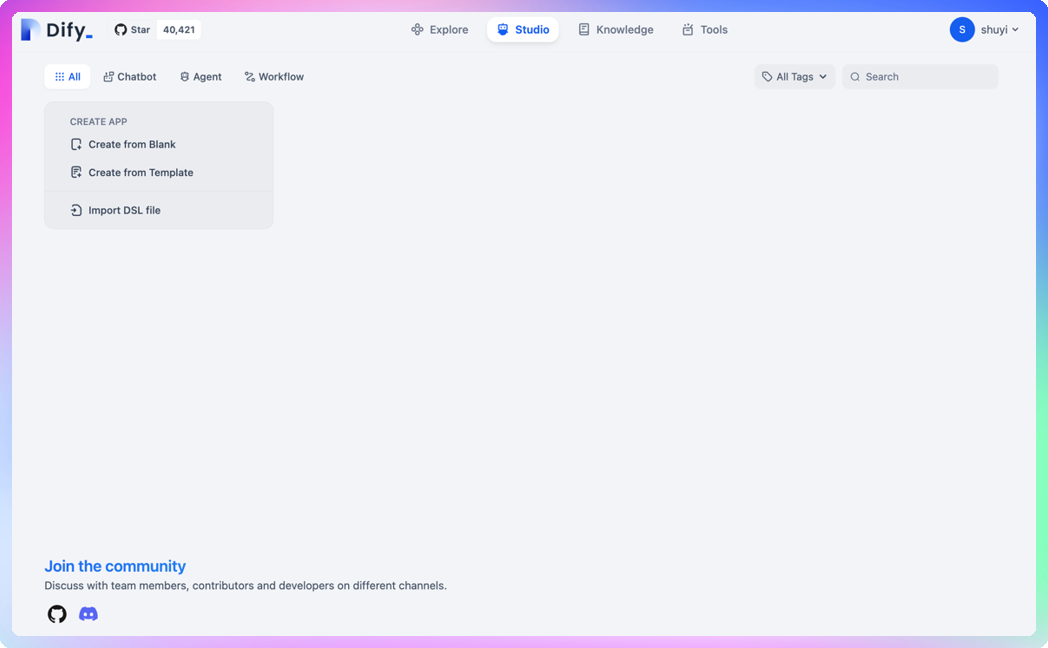 Dify_
Star 40,421
Explore
Studio
Knowledge
Tools
S shuyi
All
Chatbot
Agent
Workflow
All Tags
Search
CREATE APP
Create from Blank
Create from Template
Import DSL file
Join the community
Discuss with team members, contributors and developers on different channels.